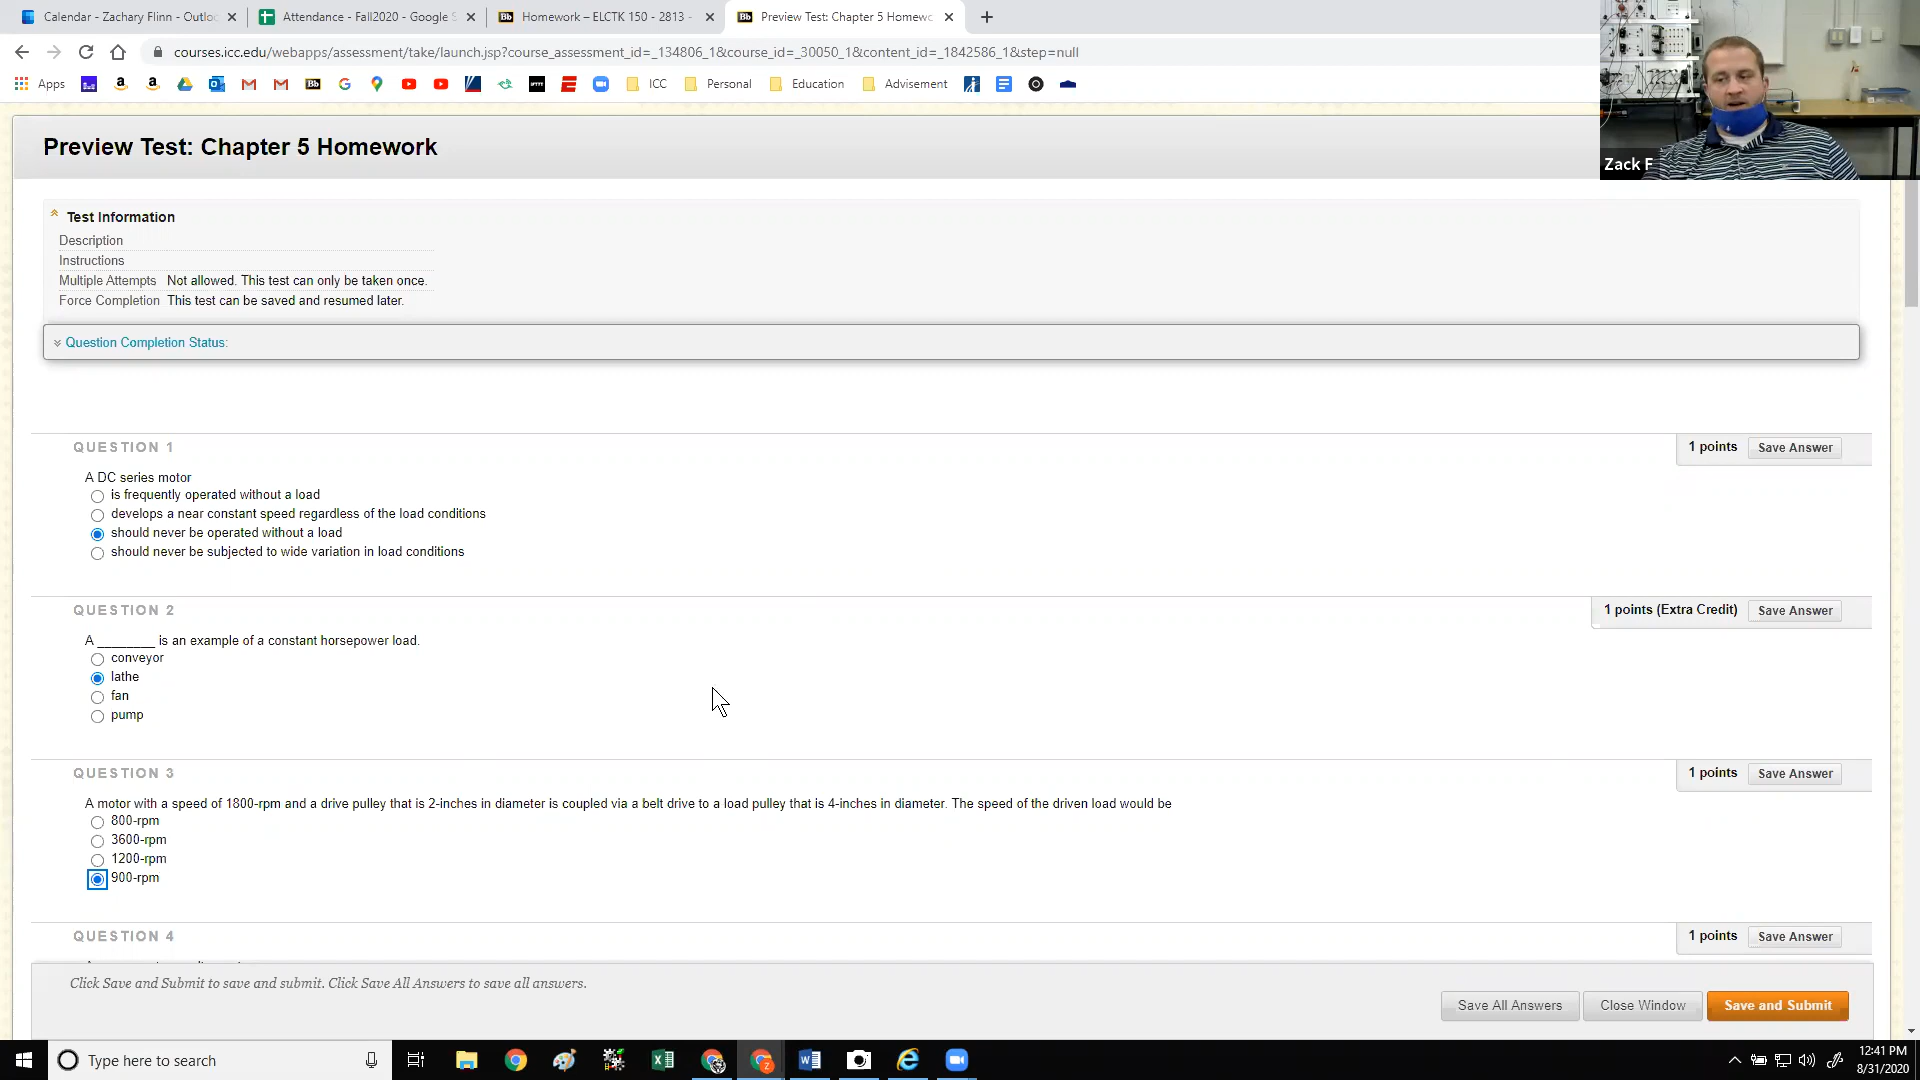 Calendar - Zachary Flinn - Outlo
Attendance - Fall2020 - Google S
Homework – ELCTK 150 - 2813 -
Preview Test: Chapter 5 Homewo
courses.icc.edu/webapps/assessment/take/launch.jsp?course_assessment_id=_134806_1&course_id=_30050_1&content_id=_1842586_1&step=null
Apps
ICC
Personal
Education
Advisement
Zack F
Preview Test: Chapter 5 Homework
Test Information
Description
Instructions
Multiple Attempts Not allowed. This test can only be taken once.
Force Completion This test can be saved and resumed later.
Question Completion Status:
QUESTION 1
1 points Save Answer
A DC series motor
is frequently operated without a load
develops a near constant speed regardless of the load conditions
should never be operated without a load
should never be subjected to wide variation in load conditions
QUESTION 2
1 points (Extra Credit) Save Answer
A ________ is an example of a constant horsepower load.
conveyor
lathe
fan
pump
QUESTION 3
1 points Save Answer
A motor with a speed of 1800-rpm and a drive pulley that is 2-inches in diameter is coupled via a belt drive to a load pulley that is 4-inches in diameter. The speed of the driven load would be
800-rpm
3600-rpm
1200-rpm
900-rpm
QUESTION 4
1 points Save Answer
Click Save and Submit to save and submit. Click Save All Answers to save all answers.
Save All Answers
Close Window
Save and Submit
Type here to search
12:41 PM
8/31/2020